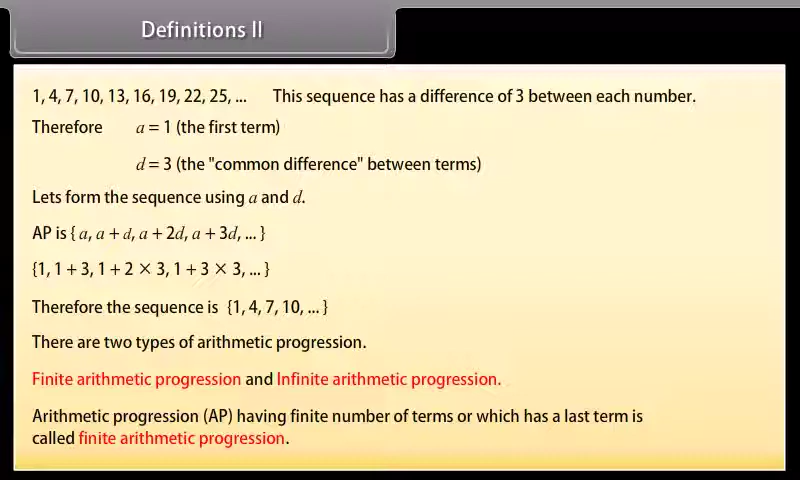 Definitions II
1, 4, 7, 10, 13, 16, 19, 22, 25, ... This sequence has a difference of 3 between each number.
Therefore a = 1 (the first term)
d = 3 (the "common difference" between terms)
Lets form the sequence using a and d.
AP is { a, a + d, a + 2d, a + 3d, ... }
{1, 1 + 3, 1 + 2 × 3, 1 + 3 × 3, ... }
Therefore the sequence is {1, 4, 7, 10, ... }
There are two types of arithmetic progression.
Finite arithmetic progression and Infinite arithmetic progression.
Arithmetic progression (AP) having finite number of terms or which has a last term is
called finite arithmetic progression.